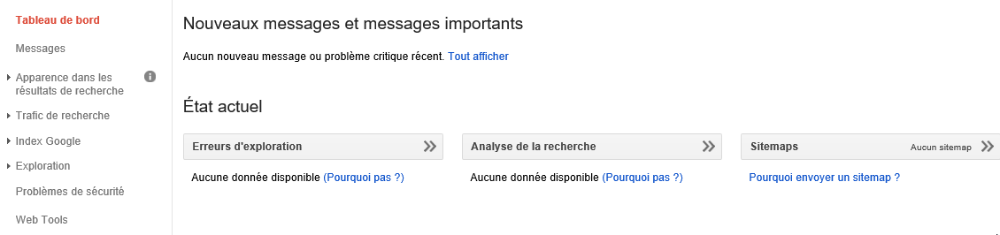 Tableau de bord
Messages
Apparence dans les
résultats de recherche
Trafic de recherche
Index Google
Exploration
Problèmes de sécurité
Web Tools
Nouveaux messages et messages importants
Aucun nouveau message ou problème critique récent. Tout afficher
État actuel
Erreurs d'exploration
Aucune donnée disponible (Pourquoi pas ?)
Analyse de la recherche
Aucune donnée disponible (Pourquoi pas ?)
Sitemaps Aucun sitemap
Pourquoi envoyer un sitemap ?